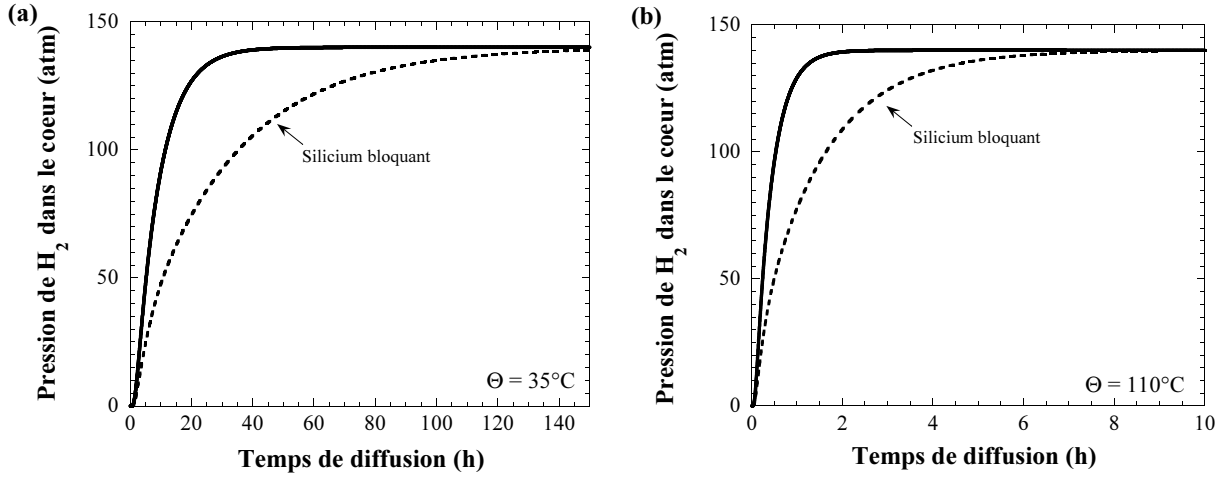 (a)
Pression de H2 dans le coeur (atm)
150
100
50
0
Silicium bloquant
Θ = 35°C
0 20 40 60 80 100 120 140
Temps de diffusion (h)
(b)
Pression de H2 dans le coeur (atm)
150
100
50
0
Silicium bloquant
Θ = 110°C
0 2 4 6 8 10
Temps de diffusion (h)